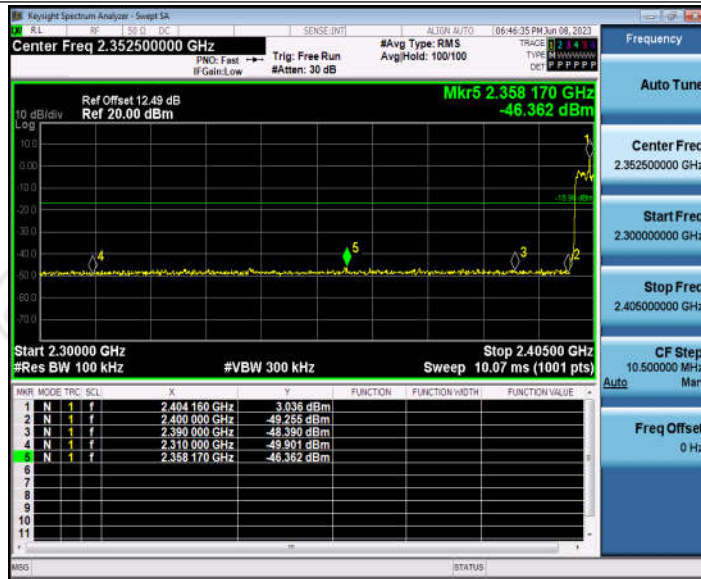 Keysight Spectrum Analyzer - Swept SA
RL RF 50 Ω DC SENSE:INT ALIGN AUTO 06:46:35 PM Jun 08, 2023
Center Freq 2.352500000 GHz #Avg Type: RMS TRACE 1 2 3 4 5 6
PNO: Fast Trig: Free Run Avg|Hold: 100/100 TYPE M WWWWW
IFGain:Low #Atten: 30 dB DET P P P P P P
Ref Offset 12.49 dB Mkr5 2.358 170 GHz
10 dB/div Ref 20.00 dBm -46.362 dBm
Log
10.0
0.00
-10.0
-20.0
-30.0
-40.0
-50.0
-60.0
-70.0
1
4
5
3
2
Start 2.30000 GHz Stop 2.40500 GHz
#Res BW 100 kHz #VBW 300 kHz Sweep 10.07 ms (1001 pts)
MKR MODE TRC SCL X Y FUNCTION FUNCTION WIDTH FUNCTION VALUE
1 N 1 f 2.404 160 GHz 3.036 dBm
2 N 1 f 2.400 000 GHz -49.255 dBm
3 N 1 f 2.390 000 GHz -48.390 dBm
4 N 1 f 2.310 000 GHz -49.901 dBm
5 N 1 f 2.358 170 GHz -46.362 dBm
6
7
8
9
10
11
MSG STATUS
Frequency
Auto Tune
Center Freq
2.352500000 GHz
Start Freq
2.300000000 GHz
Stop Freq
2.405000000 GHz
CF Step
10.500000 MHz
Auto Man
Freq Offset
0 Hz